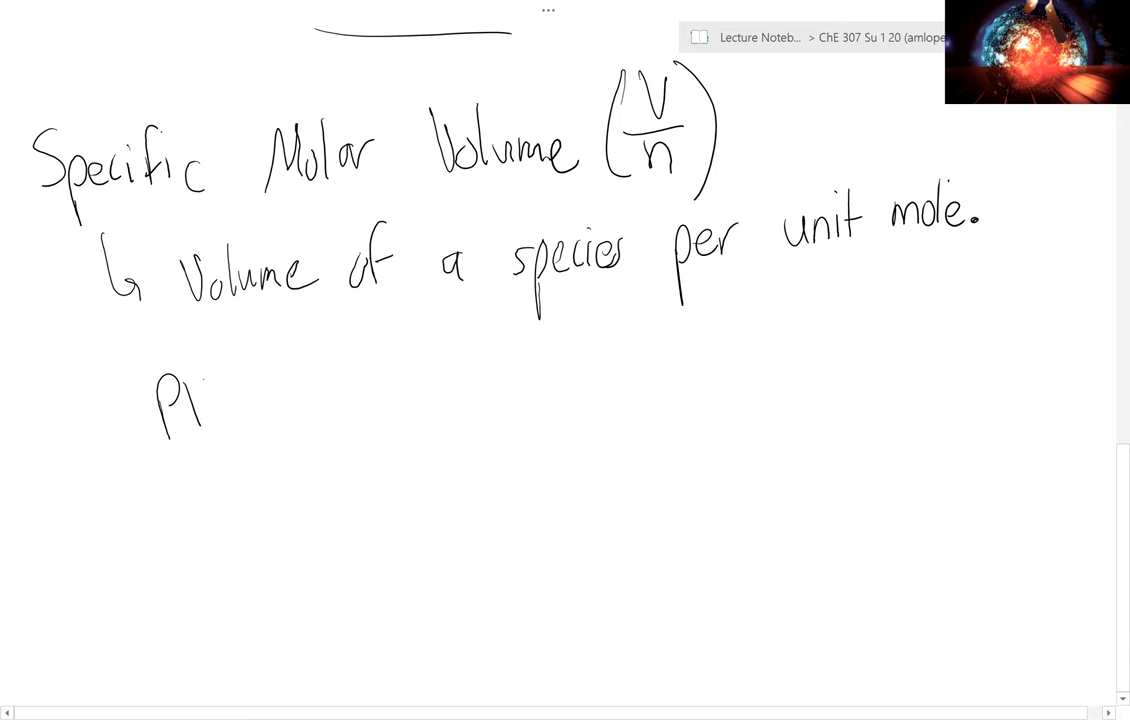 Lecture Noteb... > ChE 307 Su 1 20 (amlope
Specific Molar Volume (V/n)
↳ Volume of a species per unit mole.